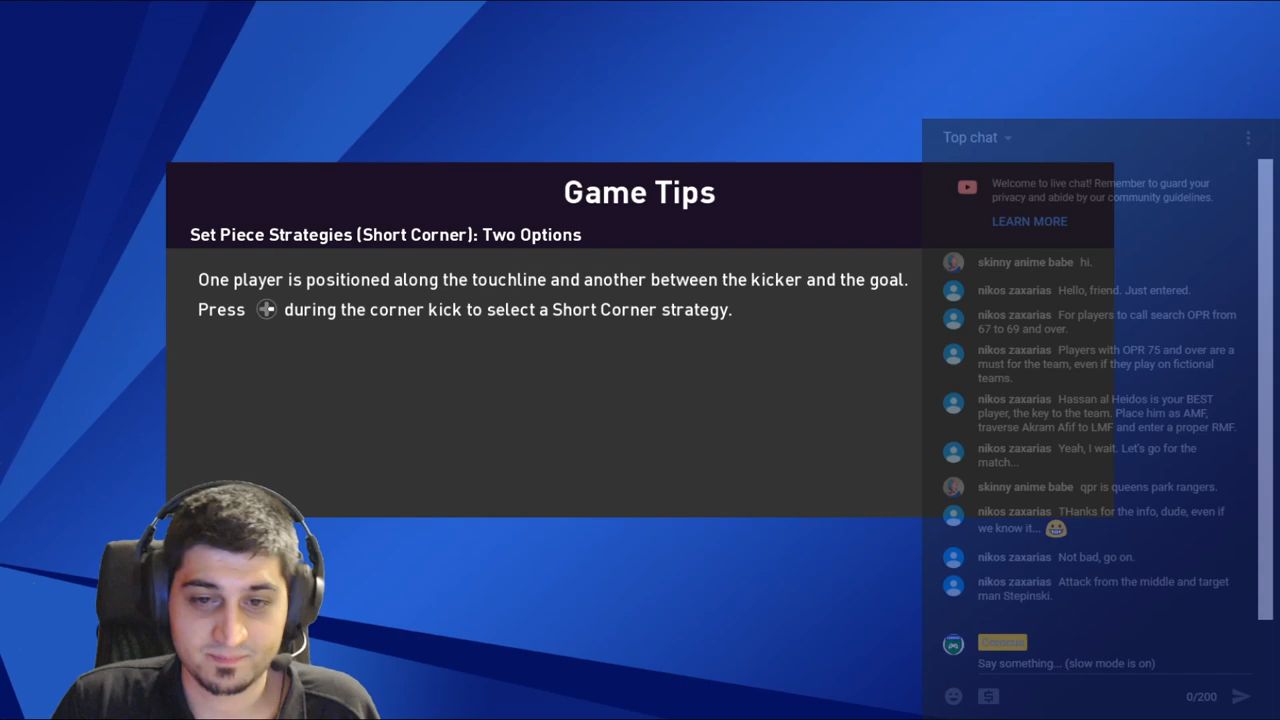 Game Tips
Set Piece Strategies (Short Corner): Two Options
One player is positioned along the touchline and another between the kicker and the goal.
Press during the corner kick to select a Short Corner strategy.
Top chat
Welcome to live chat! Remember to guard your
privacy and abide by our community guidelines.
LEARN MORE
skinny anime babe hi.
nikos zaxarias Hello, friend. Just entered.
nikos zaxarias For players to call search OPR from
67 to 69 and over.
nikos zaxarias Players with OPR 75 and over are a
must for the team, even if they play on fictional
teams.
nikos zaxarias Hassan al Heidos is your BEST
player, the key to the team. Place him as AMF,
traverse Akram Afif to LMF and enter a proper RMF.
nikos zaxarias Yeah, I wait. Let's go for the
match...
skinny anime babe qpr is queens park rangers.
nikos zaxarias THanks for the info, dude, even if
we know it...
nikos zaxarias Not bad, go on.
nikos zaxarias Attack from the middle and target
man Stepinski.
Say something... (slow mode is on)
0/200